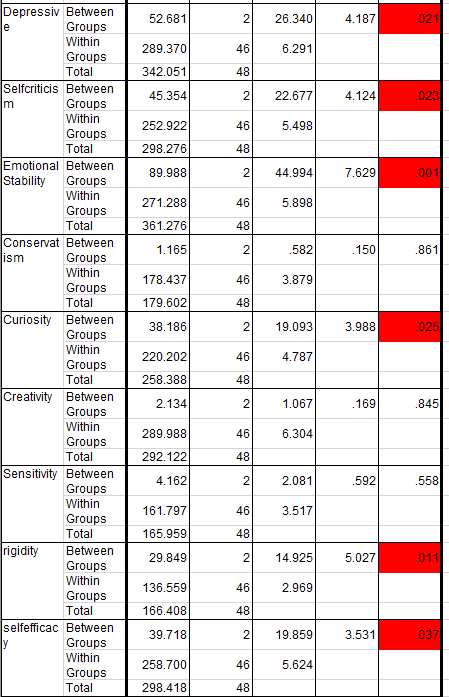 Depressiv Between 52.681 2 26.340 4.187 .021
e Groups
Within 289.370 46 6.291
Groups
Total 342.051 48
Selfcriticis Between 45.354 2 22.677 4.124 .023
m Groups
Within 252.922 46 5.498
Groups
Total 298.276 48
Emotional Between 89.988 2 44.994 7.629 .001
Stability Groups
Within 271.288 46 5.898
Groups
Total 361.276 48
Conservat Between 1.165 2 .582 .150 .861
ism Groups
Within 178.437 46 3.879
Groups
Total 179.602 48
Curiosity Between 38.186 2 19.093 3.988 .025
Groups
Within 220.202 46 4.787
Groups
Total 258.388 48
Creativity Between 2.134 2 1.067 .169 .845
Groups
Within 289.988 46 6.304
Groups
Total 292.122 48
Sensitivity Between 4.162 2 2.081 .592 .558
Groups
Within 161.797 46 3.517
Groups
Total 165.959 48
rigidity Between 29.849 2 14.925 5.027 .011
Groups
Within 136.559 46 2.969
Groups
Total 166.408 48
selfefficac Between 39.718 2 19.859 3.531 .037
y Groups
Within 258.700 46 5.624
Groups
Total 298.418 48